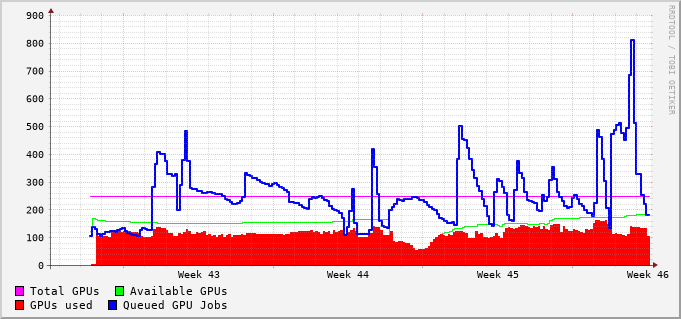 900
800
700
600
500
400
300
200
100
0
Week 43 Week 44 Week 45 Week 46
Total GPUs Available GPUs
GPUs used Queued GPU Jobs
RRDTOOL / TOBI OETIKER